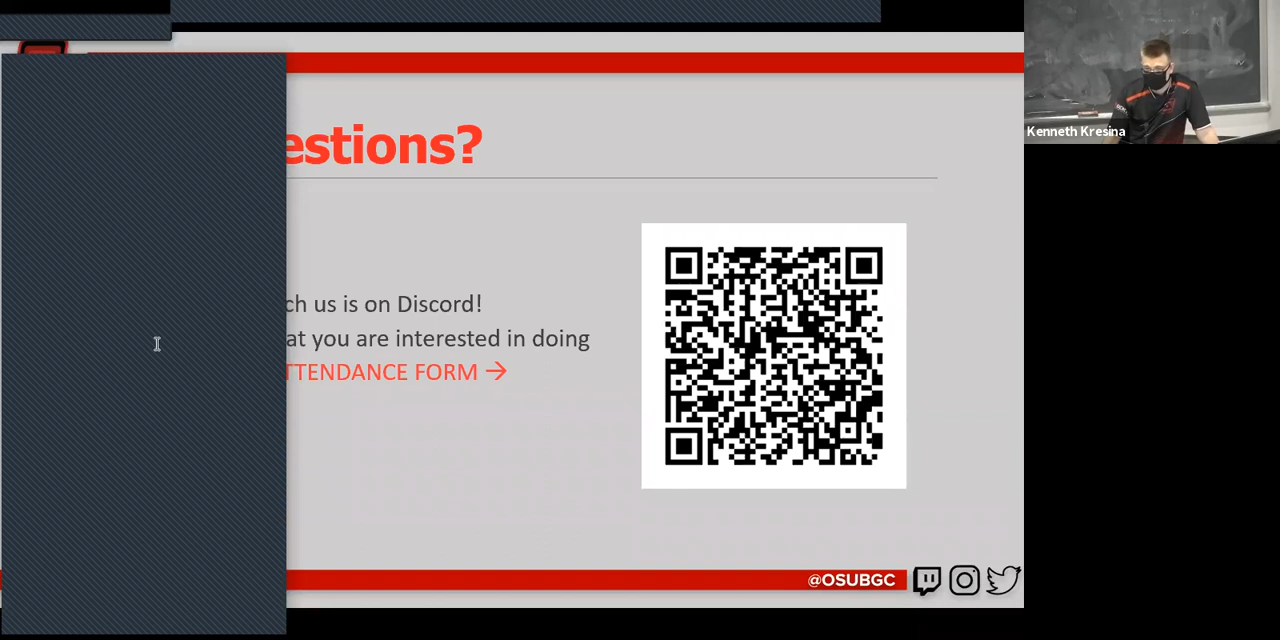 estions?
ch us is on Discord!
at you are interested in doing
TTENDANCE FORM →
@OSUBGC
Kenneth Kresina